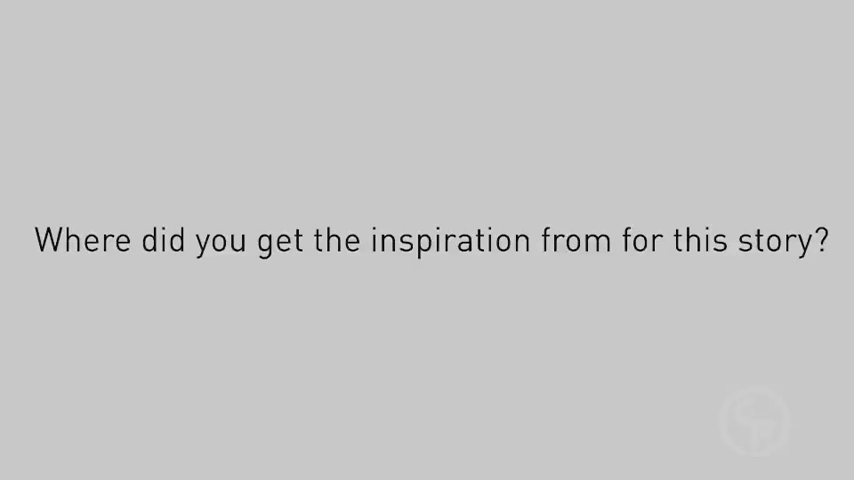 Where did you get the inspiration from for this story?